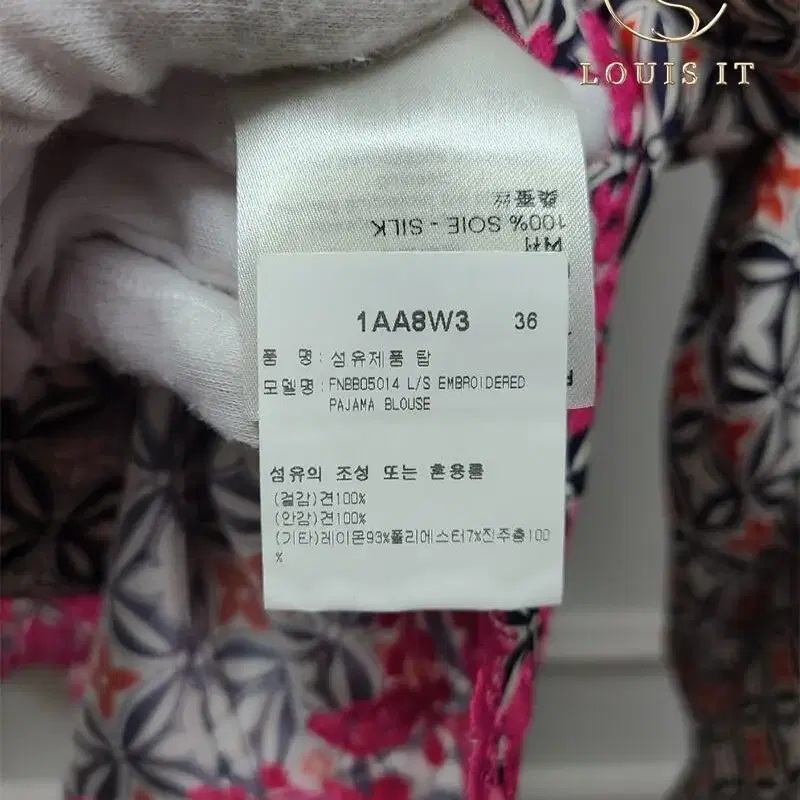 LOUIS IT
桑蚕丝
100% SOIE - SILK
1AA8W3 36
품 명 : 섬유제품 탑
모델명 : FNBB05014 L/S EMBROIDERED
PAJAMA BLOUSE
섬유의 조성 또는 혼용률
(겉감)견100%
(안감)견100%
(기타)레이온93%폴리에스터7%진주층100
%